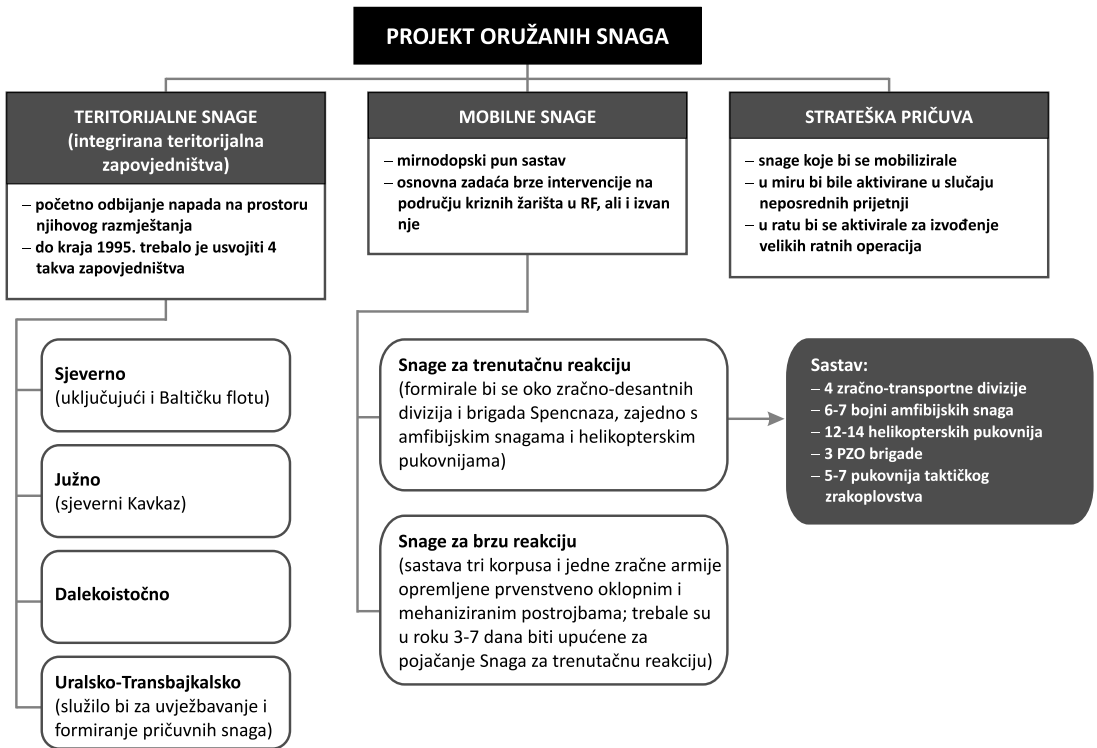 PROJEKT ORUŽANIH SNAGA
TERITORIJALNE SNAGE
(integrirana teritorijalna
zapovjedništva)
– početno odbijanje napada na prostoru
njihovog razmještanja
– do kraja 1995. trebalo je usvojiti 4
takva zapovjedništva
Sjeverno
(uključujući i Baltičku flotu)
Južno
(sjeverni Kavkaz)
Dalekoistočno
Uralsko-Transbajkalsko
(služilo bi za uvježbavanje i
formiranje pričuvnih snaga)
MOBILNE SNAGE
– mirnodopski pun sastav
– osnovna zadaća brze intervencije na
području kriznih žarišta u RF, ali i izvan
nje
Snage za trenutačnu reakciju
(formirale bi se oko zračno-desantnih
divizija i brigada Spencnaza, zajedno s
amfibijskim snagama i helikopterskim
pukovnijama)
Snage za brzu reakciju
(sastava tri korpusa i jedne zračne armije
opremljene prvenstveno oklopnim i
mehaniziranim postrojbama; trebale su
u roku 3-7 dana biti upućene za
pojačanje Snaga za trenutačnu reakciju)
STRATEŠKA PRIČUVA
– snage koje bi se mobilizirale
– u miru bi bile aktivirane u slučaju
neposrednih prijetnji
– u ratu bi se aktivirale za izvođenje
velikih ratnih operacija
Sastav:
– 4 zračno-transportne divizije
– 6-7 bojni amfibijskih snaga
– 12-14 helikopterskih pukovnija
– 3 PZO brigade
– 5-7 pukovnija taktičkog
zrakoplovstva